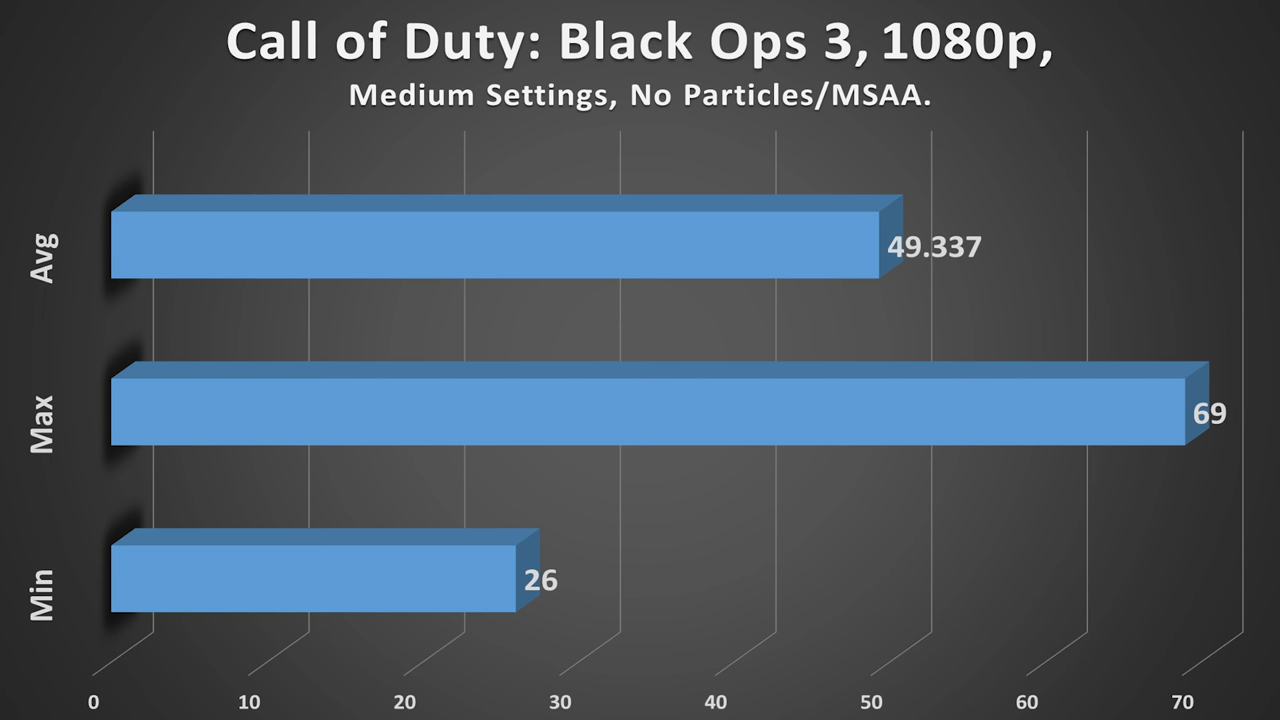 Call of Duty: Black Ops 3, 1080p,
Medium Settings, No Particles/MSAA.
Avg
49.337
Max
69
Min
26
0 10 20 30 40 50 60 70